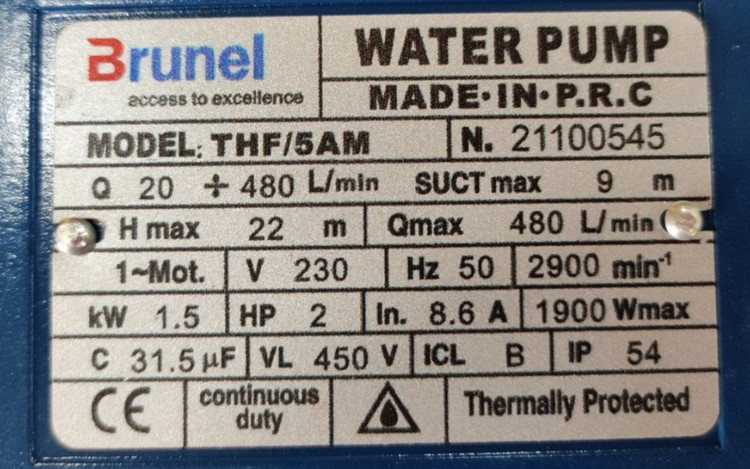 Brunel
access to excellence
WATER PUMP
MADE·IN·P.R.C
MODEL: THF/5AM N. 21100545
Q 20 ÷ 480 L/min SUCT max 9 m
H max 22 m Qmax 480 L/min
1~Mot. V 230 Hz 50 2900 min⁻¹
kW 1.5 HP 2 In. 8.6 A 1900 Wmax
C 31.5 µF VL 450 V ICL B IP 54
CE continuous duty Thermally Protected